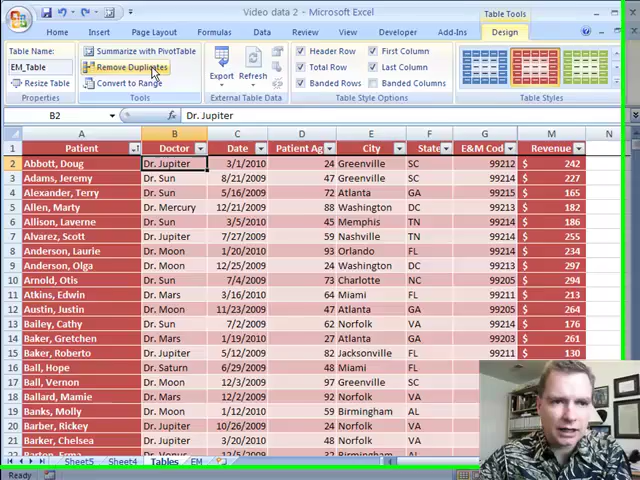 Video data 2 - Microsoft Excel
Table Tools
Home Insert Page Layout Formulas Data Review View Developer Design
Table Name: Summarize with PivotTable Header Row First Column
EM_Table Remove Duplicates Export Refresh Total Row Last Column
Resize Table Convert to Range Banded Rows Banded Columns
Properties Tools External Table Data Table Style Options Table Styles
B2 fx Dr. Jupiter
A B C D E F G M N
1 Patient Doctor Date Patient Ag City State E&M Cod Revenue
2 Abbott, Doug Dr. Jupiter 3/1/2010 24 Greenville SC 99212 $ 242
3 Adams, Jeremy Dr. Sun 8/21/2009 47 Greenville SC 99214 $ 227
4 Alexander, Terry Dr. Sun 5/16/2009 72 Atlanta GA 99215 $ 165
5 Allen, Marty Dr. Mercury 12/21/2009 88 Washington DC 99213 $ 182
6 Allison, Laverne Dr. Sun 3/5/2010 45 Memphis TN 99214 $ 186
7 Alvarez, Scott Dr. Jupiter 7/27/2009 59 Nashville TN 99214 $ 255
8 Anderson, Laurie Dr. Moon 1/20/2010 93 Orlando FL 99213 $ 234
9 Anderson, Olga Dr. Moon 12/25/2009 24 Washington DC 99213 $ 297
10 Arnold, Otis Dr. Sun 7/4/2009 73 Charlotte NC 99205 $ 294
11 Atkins, Edwin Dr. Mars 3/16/2010 64 Miami FL 99211 $ 213
12 Austin, Justin Dr. Moon 11/23/2009 47 Atlanta GA 99205 $ 264
13 Bailey, Cathy Dr. Sun 7/2/2009 62 Norfolk VA 99214 $ 176
14 Baker, Gretchen Dr. Mars 1/19/2010 27 Atlanta GA 99213 $ 261
15 Baker, Roberto Dr. Jupiter 5/12/2009 82 Jacksonville FL 99211 $ 130
16 Ball, Hope Dr. Saturn 6/29/2009 48 Miami FL
17 Ball, Vernon Dr. Moon 12/3/2009 97 Greenville SC
18 Ballard, Mamie Dr. Mars 12/2/2009 92 Norfolk VA
19 Banks, Molly Dr. Moon 1/12/2010 59 Birmingham AL
20 Barber, Rickey Dr. Jupiter 10/26/2009 24 Norfolk VA
21 Barker, Chelsea Dr. Moon 3/20/2010 48 Norfolk VA
22 Barton, Erma Dr. Venus 32 Birmingham AL
Sheet5 Sheet4 Tables EM